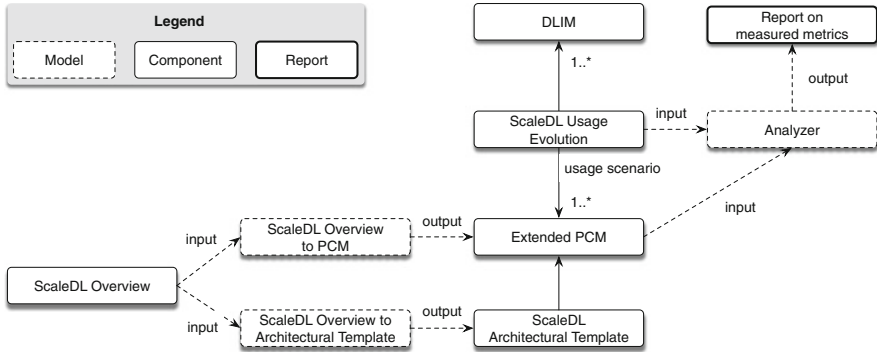 Legend
Model
Component
Report
DLIM
Report on
measured metrics
1..*
output
ScaleDL Usage
Evolution
input
Analyzer
usage scenario
1..*
input
ScaleDL Overview
to PCM
output
Extended PCM
input
ScaleDL Overview
input
ScaleDL Overview to
Architectural Template
output
ScaleDL
Architectural Template